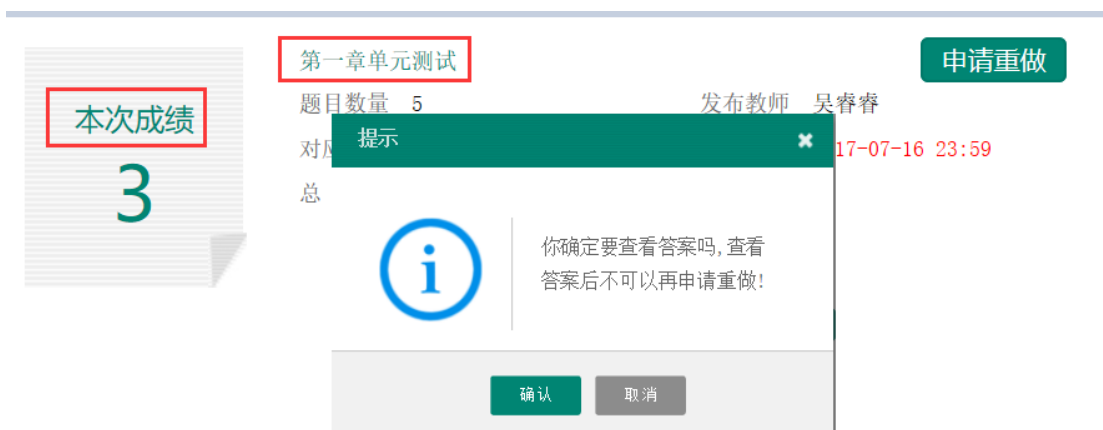 第一章单元测试
申请重做
本次成绩
3
题目数量 5
发布教师 吴睿睿
提示
对应
17-07-16 23:59
总
你确定要查看答案吗,查看
答案后不可以再申请重做!
确认
取消